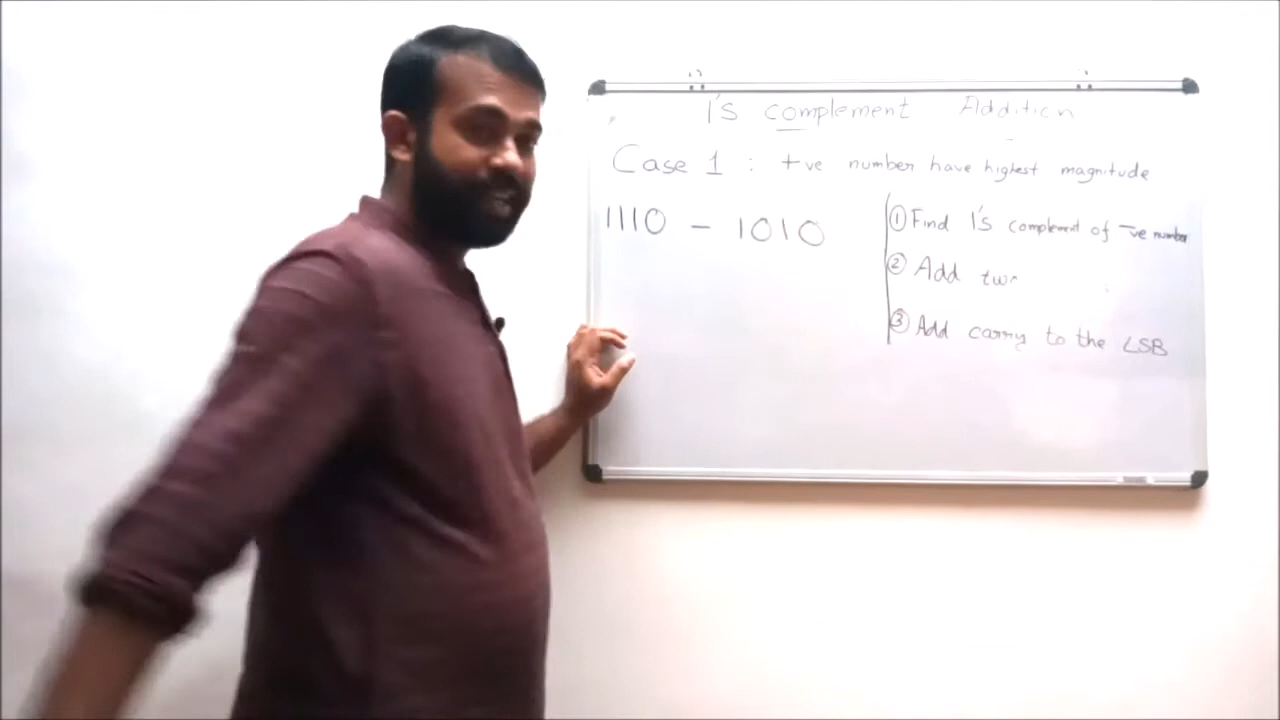 1's complement Addition
Case 1 : +ve number have highest magnitude
1110 - 1010
① Find 1's complement of -ve number
② Add two
③ Add carry to the LSB